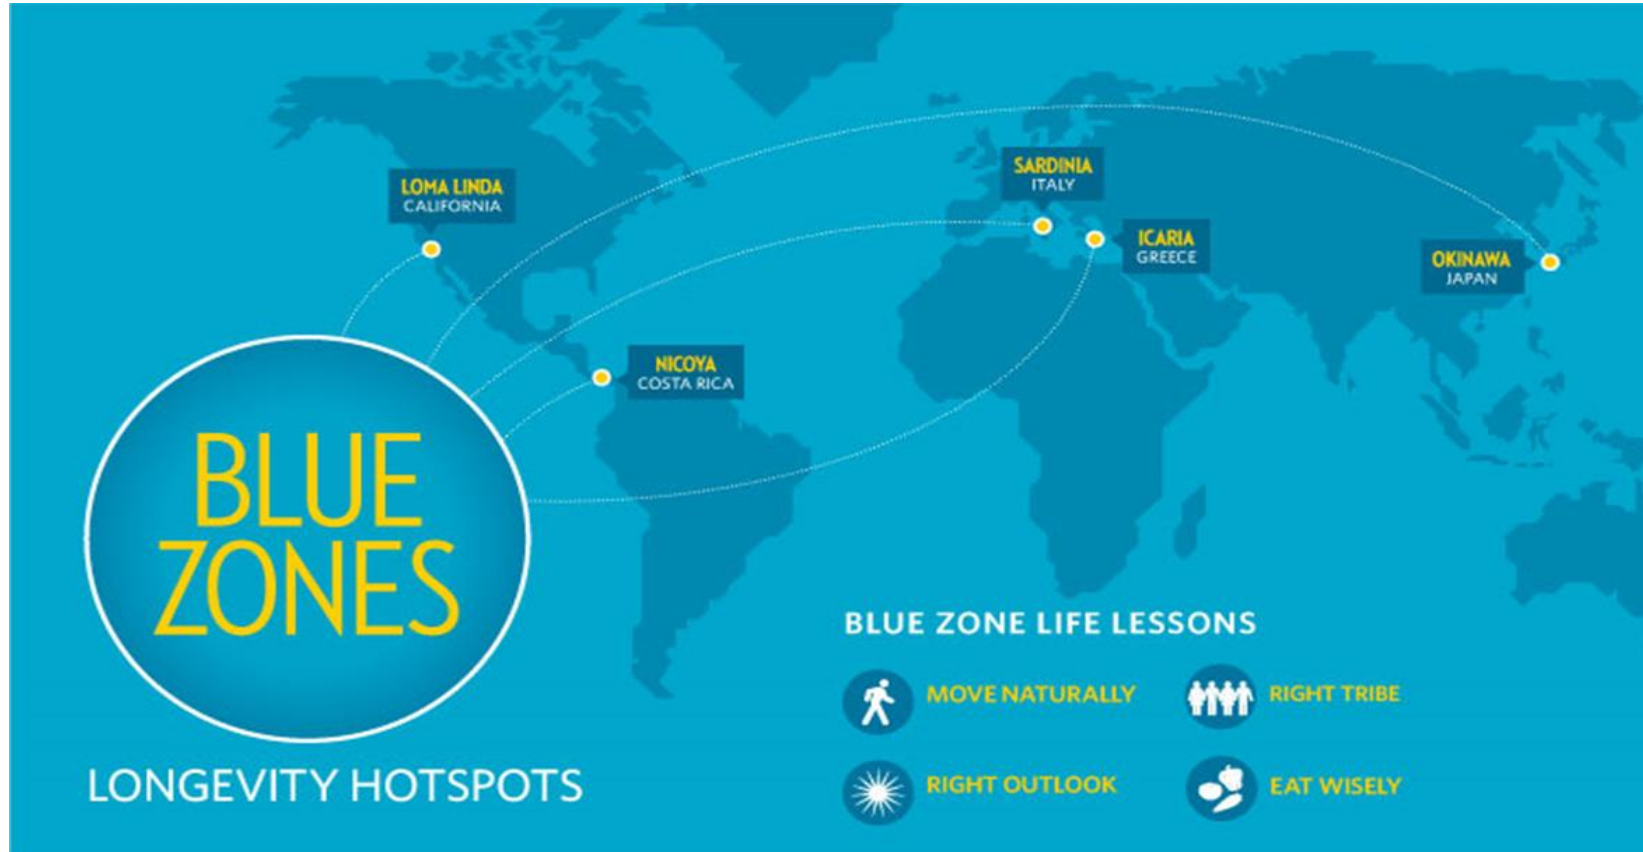 LOMA LINDA
CALIFORNIA
SARDINIA
ITALY
ICARIA
GREECE
OKINAWA
JAPAN
NICOYA
COSTA RICA
BLUE
ZONES
LONGEVITY HOTSPOTS
BLUE ZONE LIFE LESSONS
MOVE NATURALLY
RIGHT TRIBE
RIGHT OUTLOOK
EAT WISELY